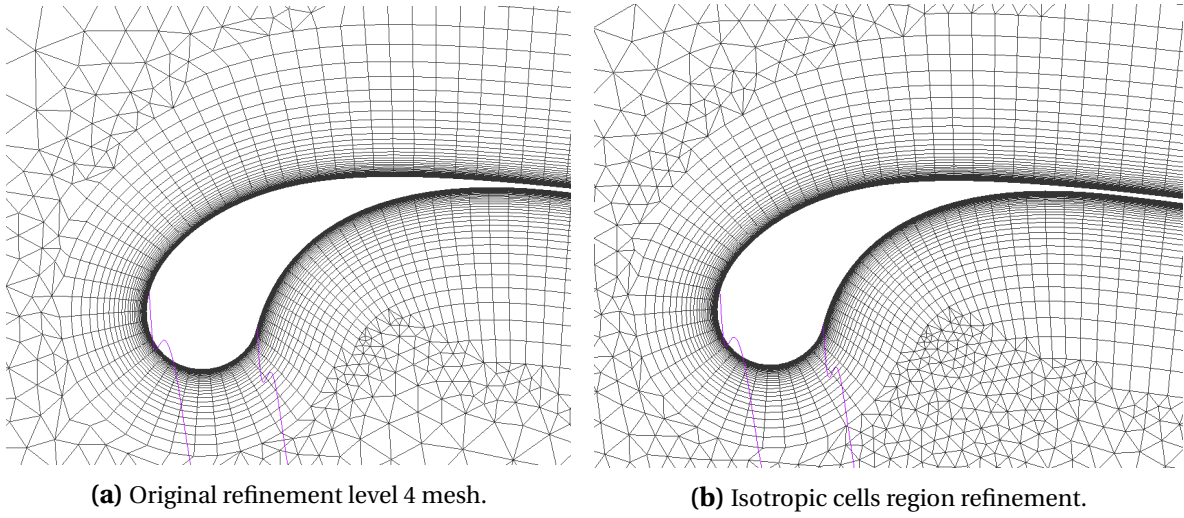 (a) Original refinement level 4 mesh.
(b) Isotropic cells region refinement.